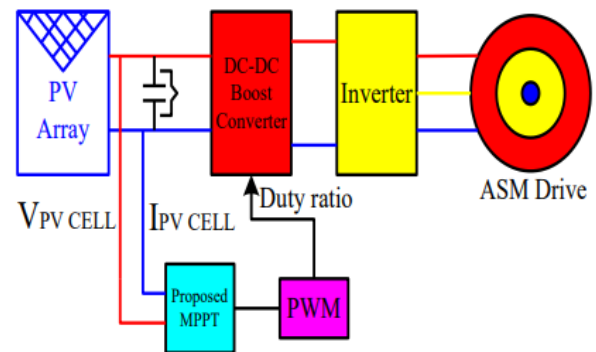 PV
Array
DC-DC
Boost
Converter
Inverter
ASM Drive
Duty ratio
VPV CELL
IPV CELL
Proposed
MPPT
PWM